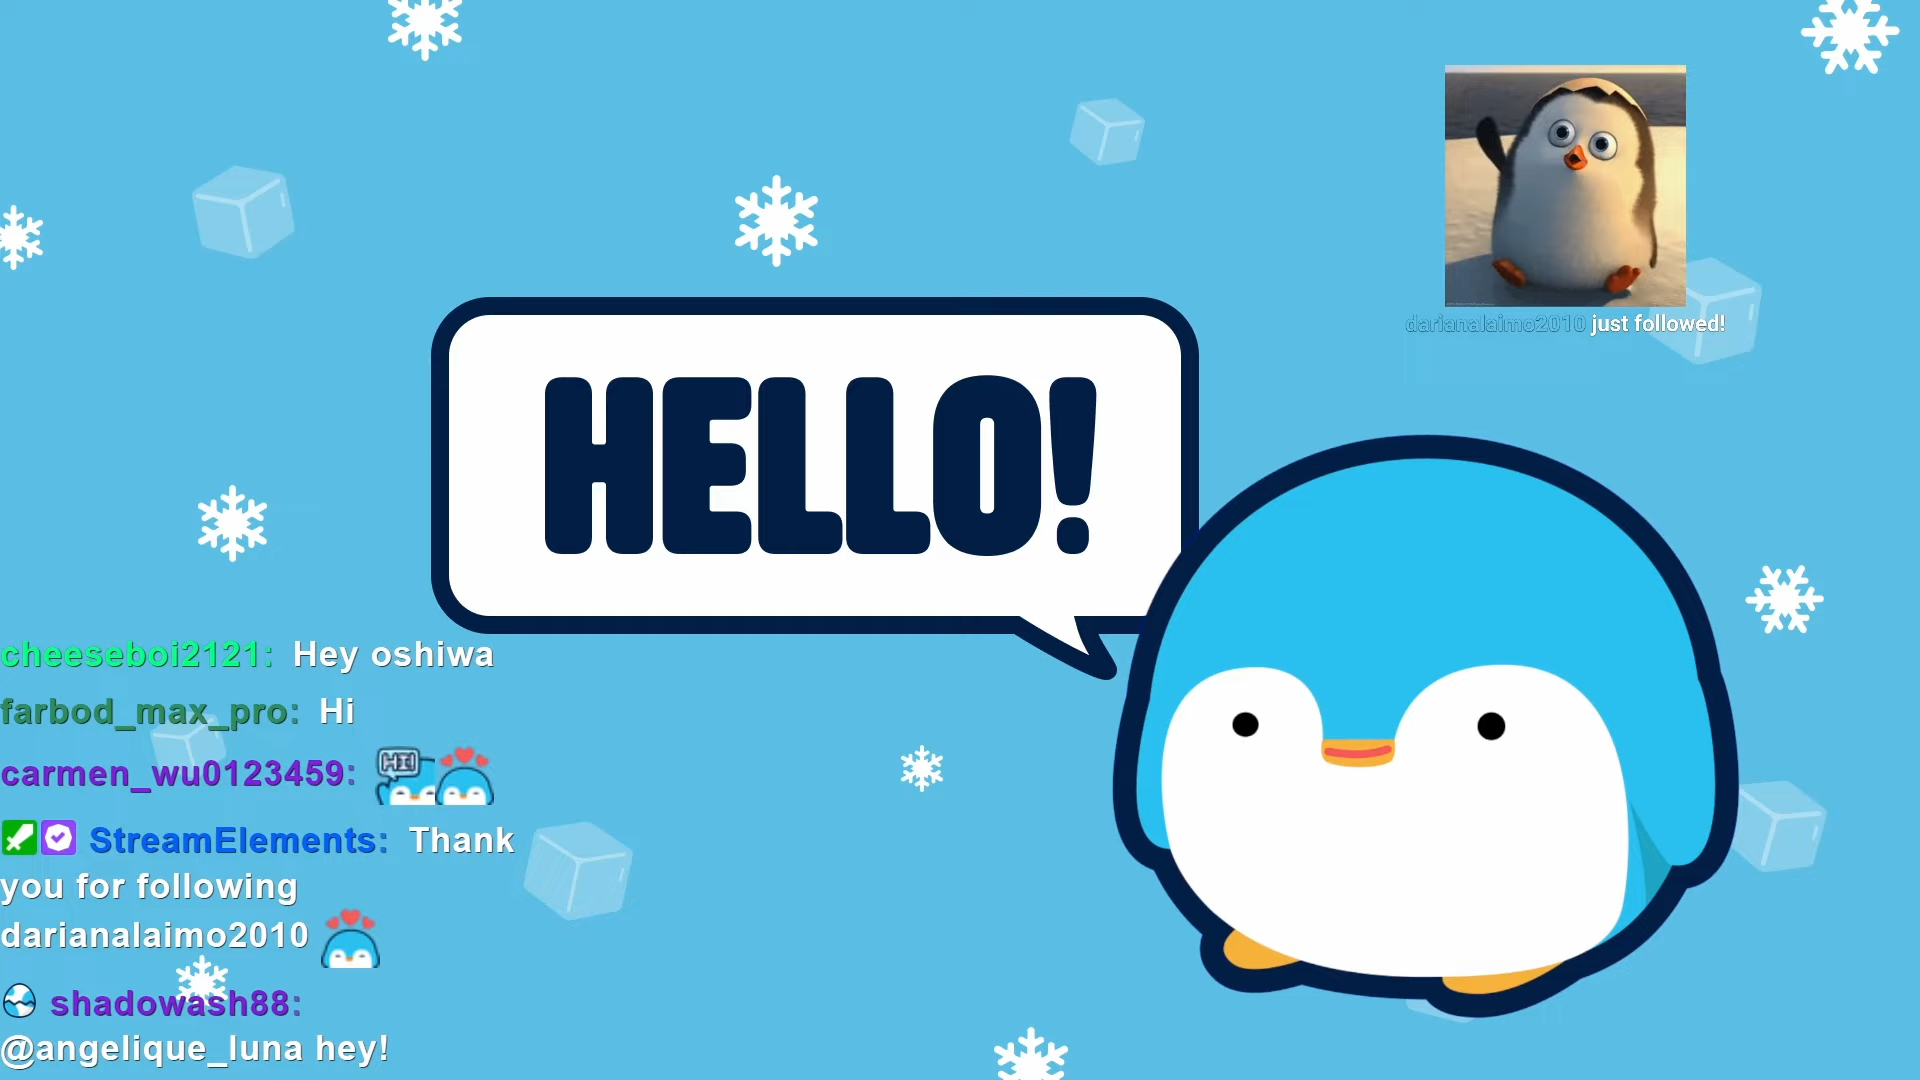 darianalaimo2010 just followed!
HELLO!
cheeseboi2121: Hey oshiwa
farbod_max_pro: Hi
carmen_wu0123459: HI!
StreamElements: Thank
you for following
darianalaimo2010
shadowash88:
@angelique_luna hey!